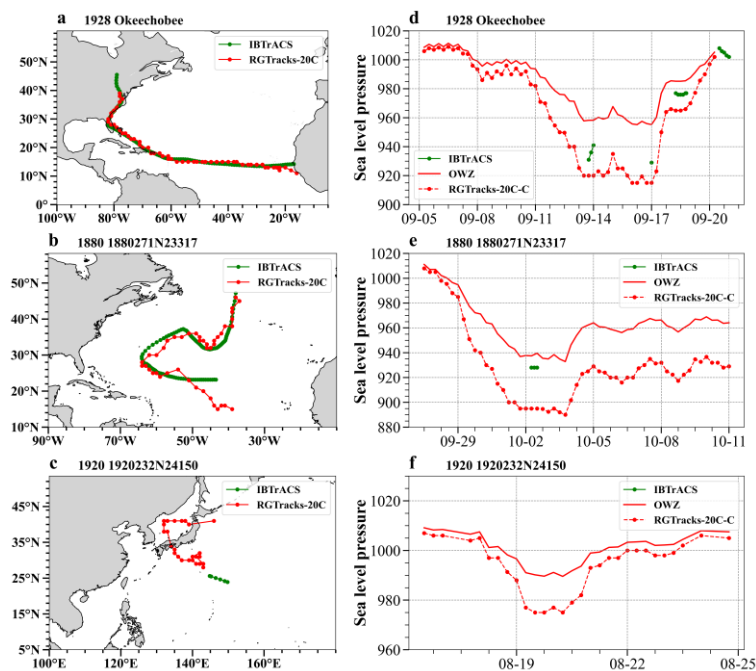 a 1928 Okeechobee
IBTrACS
RGTracks-20C
60°N
50°N
40°N
30°N
20°N
10°N
0°
100°W 80°W 60°W 40°W 20°W 0°
d 1928 Okeechobee
Sea level pressure
1000
980
960
940
920
900
IBTrACS
OWZ
RGTracks-20C-C
09-05 09-08 09-11 09-14 09-17 09-20
b 1880 1880271N23317
IBTrACS
RGTracks-20C
50°N
40°N
30°N
20°N
10°N
90°W 70°W 50°W 30°W
e 1880 1880271N23317
Sea level pressure
1020
1000
980
960
940
920
900
880
IBTrACS
OWZ
RGTracks-20C-C
09-29 10-02 10-05 10-08 10-11
c 1920 1920232N24150
IBTrACS
RGTracks-20C
45°N
35°N
25°N
15°N
5°N
100°E 120°E 140°E 160°E
f 1920 1920232N24150
Sea level pressure
1020
1000
980
960
IBTrACS
OWZ
RGTracks-20C-C
08-19 08-22 08-25